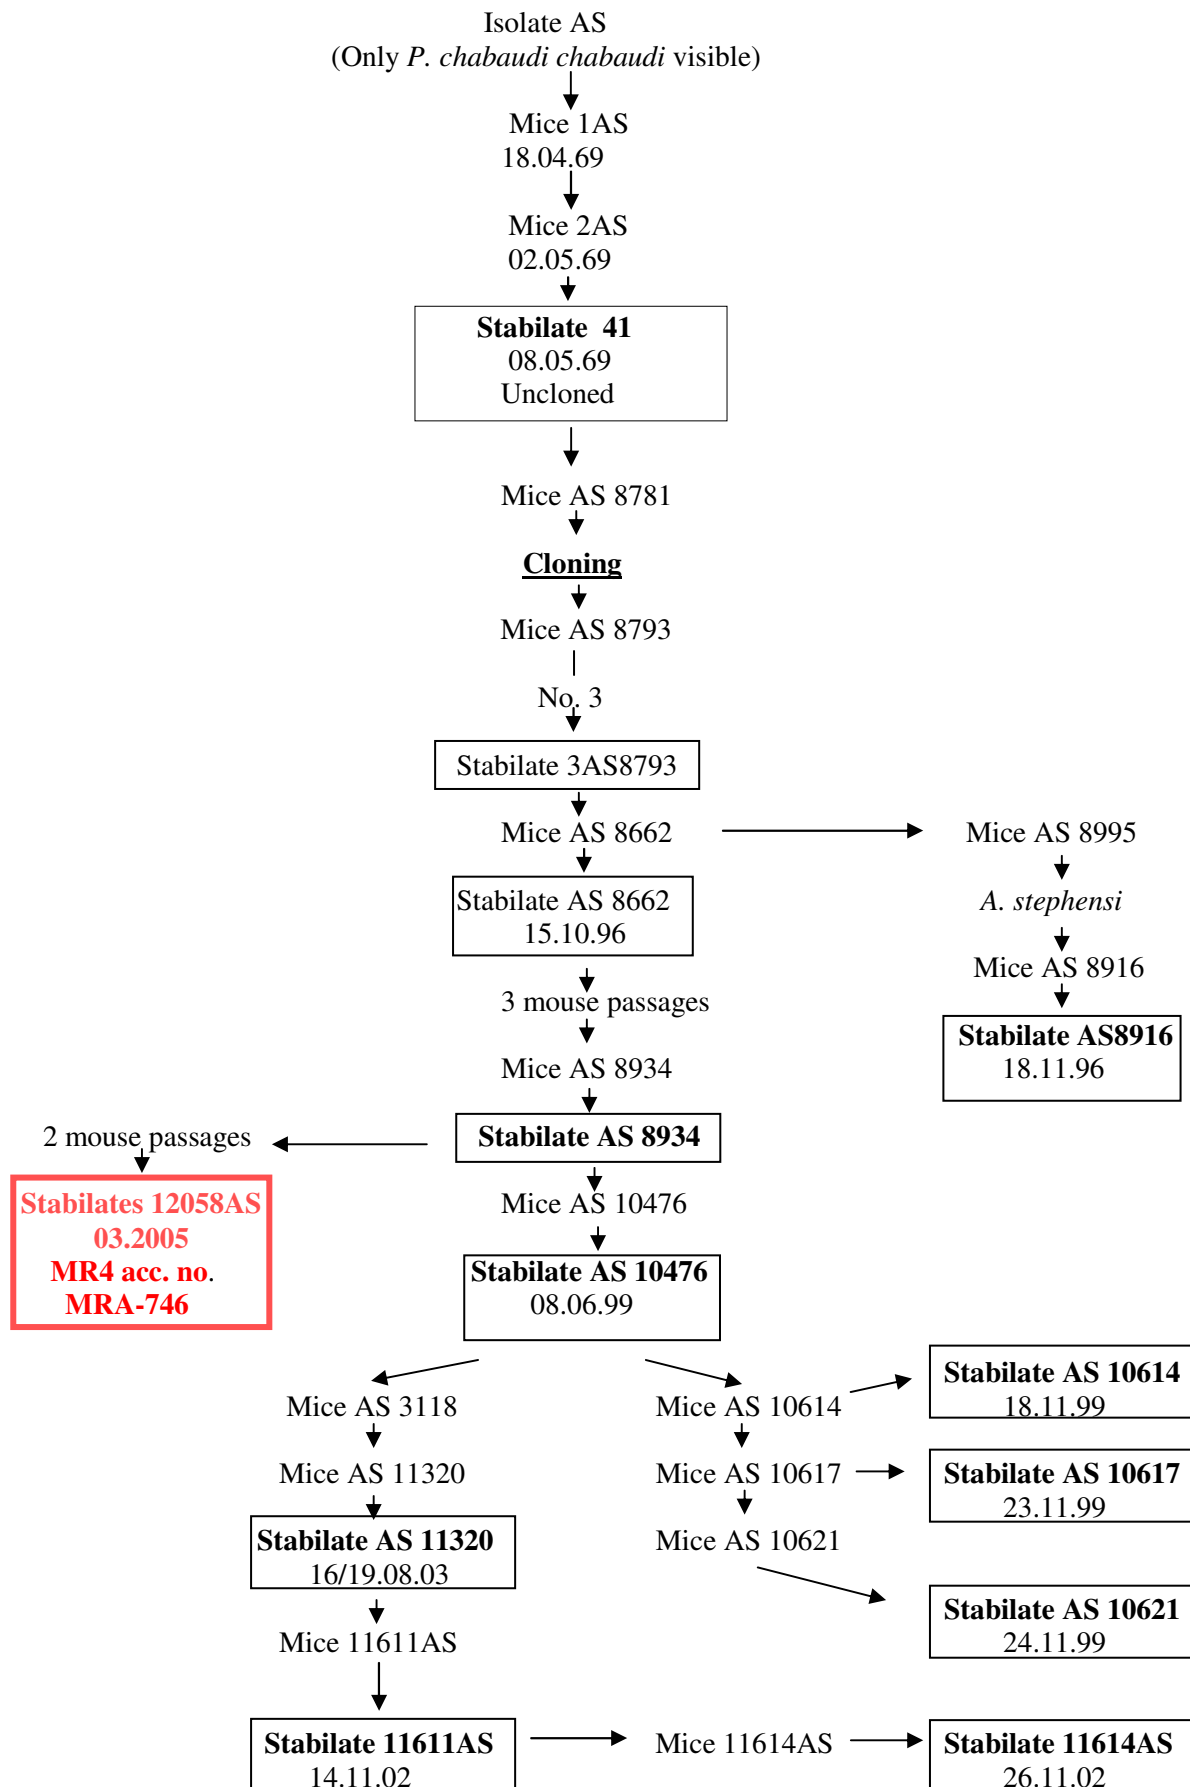 Isolate AS
(Only P. chabaudi chabaudi visible)
Mice 1AS
18.04.69
Mice 2AS
02.05.69
Stabilate 41
08.05.69
Uncloned
Mice AS 8781
Cloning
Mice AS 8793
No. 3
Stabilate 3AS8793
Mice AS 8662
Mice AS 8995
Stabilate AS 8662
15.10.96
A. stephensi
Mice AS 8916
3 mouse passages
Stabilate AS8916
18.11.96
Mice AS 8934
2 mouse passages
Stabilate AS 8934
Stabilates 12058AS
03.2005
MR4 acc. no.
MRA-746
Mice AS 10476
Stabilate AS 10476
08.06.99
Mice AS 3118
Mice AS 10614
Stabilate AS 10614
18.11.99
Mice AS 11320
Mice AS 10617
Stabilate AS 10617
23.11.99
Stabilate AS 11320
16/19.08.03
Mice AS 10621
Stabilate AS 10621
24.11.99
Mice 11611AS
Stabilate 11611AS
14.11.02
Mice 11614AS
Stabilate 11614AS
26.11.02